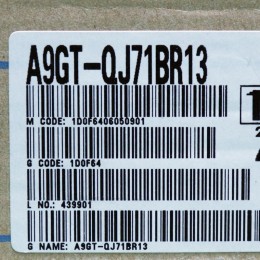 A9GT-QJ71BR13
M CODE: 1D0F6406050901
G CODE: 1D0F64
L NO.: 439901
G NAME: A9GT-QJ71BR13